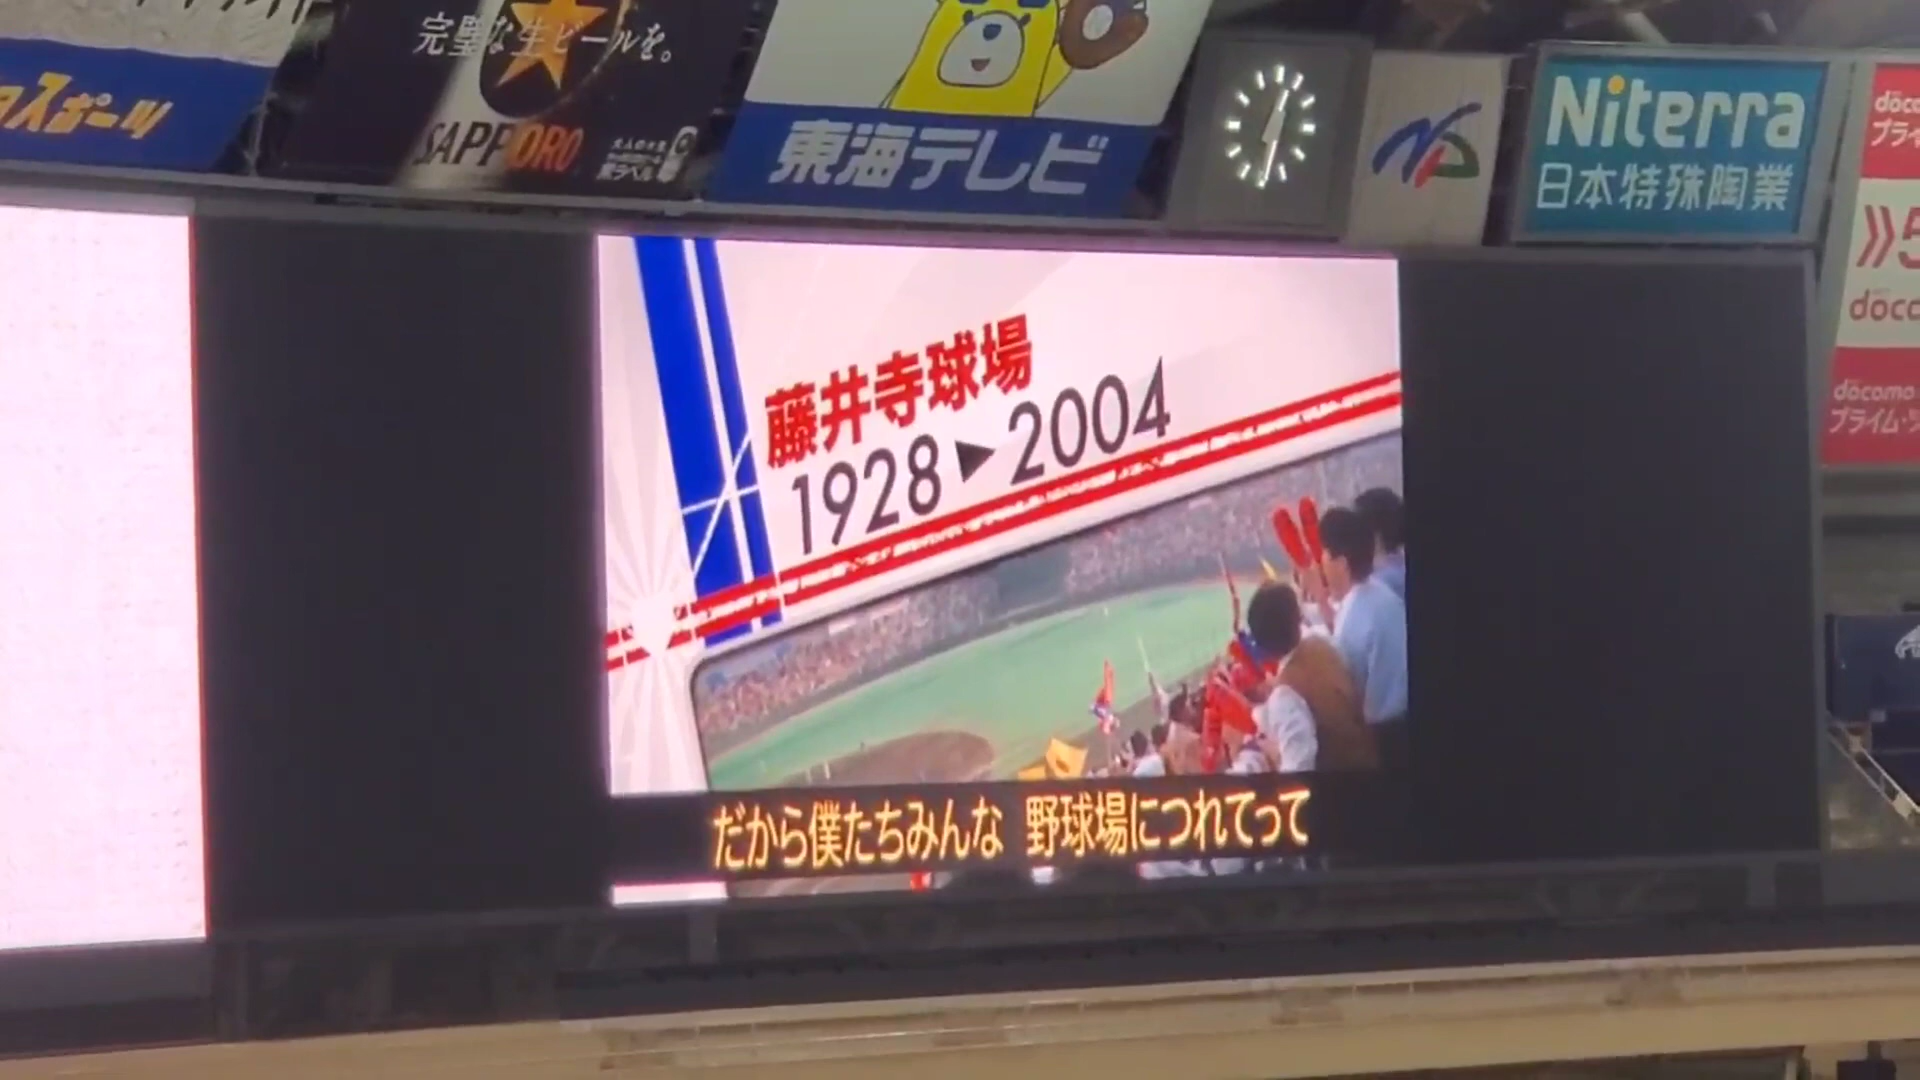 完璧な生ビールを。
SAPPORO
東海テレビ
Niterra
日本特殊陶業
docomo
藤井寺球場
1928▶2004
だから僕たちみんな 野球場につれてって